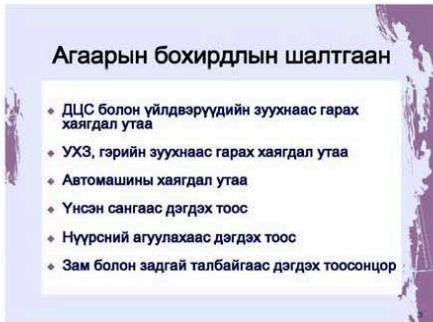 Агаарын бохирдлын шалтгаан
ДЦС болон үйлдвэрүүдийн зуухнаас гарах
хаягдал утаа
УХЗ, гэрийн зуухнаас гарах хаягдал утаа
Автомашины хаягдал утаа
Үнсэн сангаас дэгдэх тоос
Нүүрсний агуулахаас дэгдэх тоос
Зам болон задгай талбайгаас дэгдэх тоосонцор
3